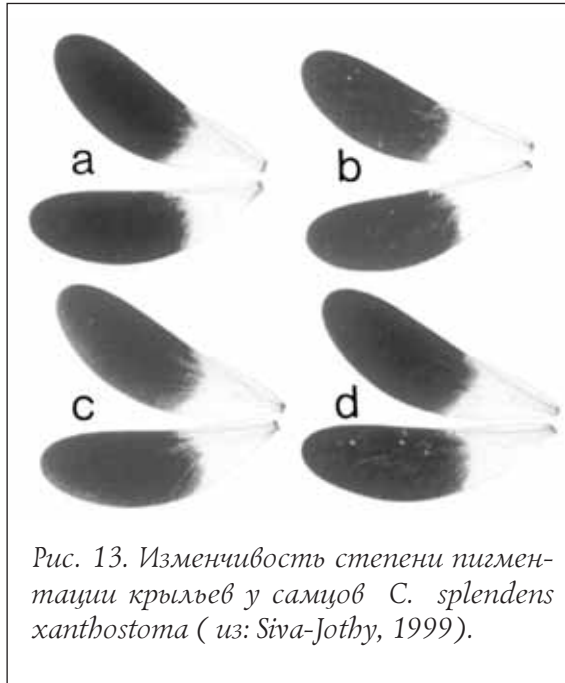 a
b
c
d
Рис. 13. Изменчивость степени пигмен-
тации крыльев у самцов C. splendens
xanthostoma ( из: Siva-Jothy, 1999).